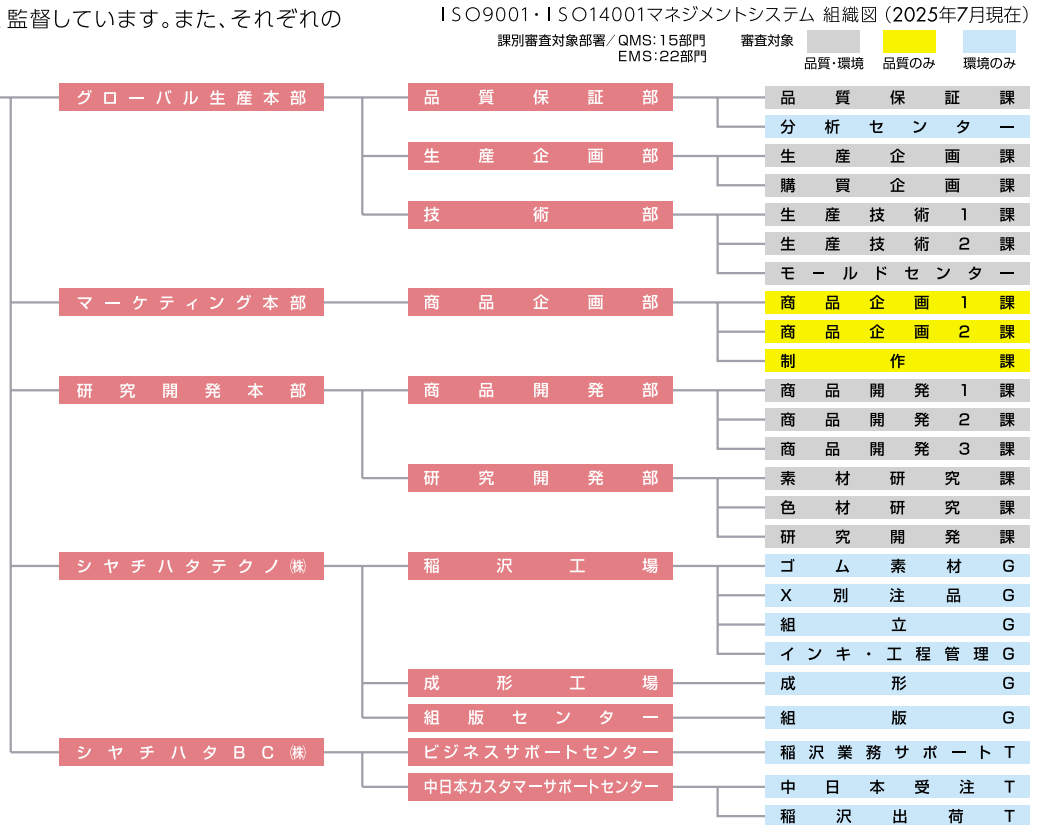 監督しています。また、それぞれの
ISO9001・ISO14001マネジメントシステム 組織図(2025年7月現在)
課別審査対象部署/QMS:15部門
EMS:22部門
審査対象
品質・環境
品質のみ
環境のみ
グローバル生産本部
品質保証部
品質保証課
分析センター
生産企画部
生産企画課
購買企画課
技術部
生産技術1課
生産技術2課
モールドセンター
マーケティング本部
商品企画部
商品企画1課
商品企画2課
制作課
研究開発本部
商品開発部
商品開発1課
商品開発2課
商品開発3課
研究開発部
素材研究課
色材研究課
研究開発課
シヤチハタテクノ㈱
稲沢工場
ゴム素材G
X別注品G
組立G
インキ・工程管理G
成形工場
成形G
組版センター
組版G
シヤチハタBC㈱
ビジネスサポートセンター
稲沢業務サポートT
中日本カスタマーサポートセンター
中日本受注T
稲沢出荷T